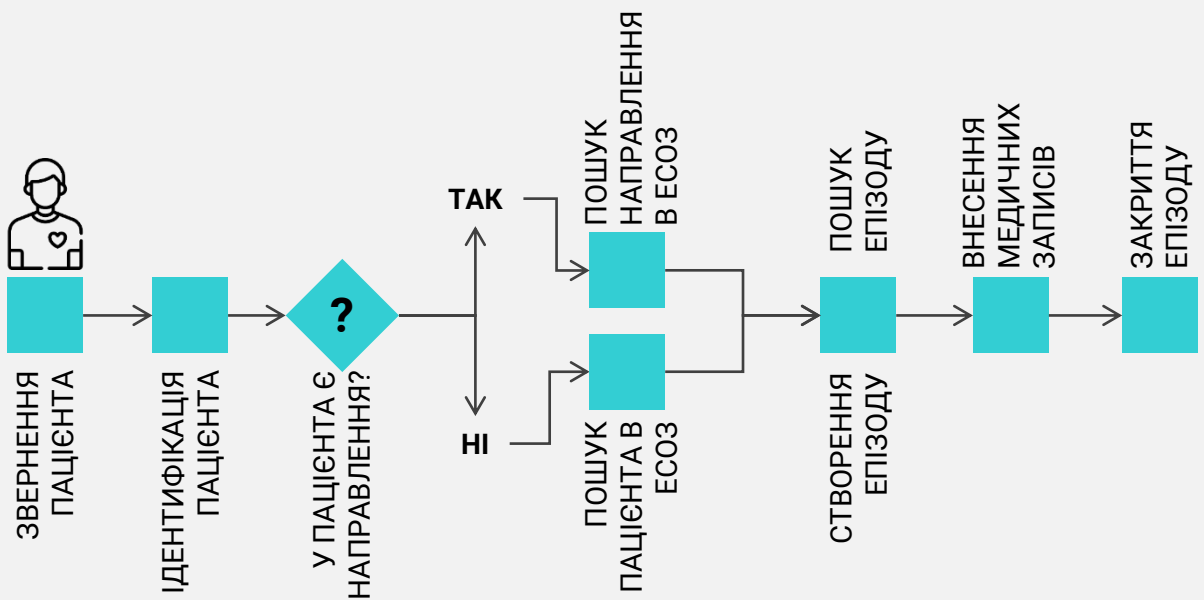 ЗВЕРНЕННЯ
ПАЦІЄНТА
ІДЕНТИФІКАЦІЯ
ПАЦІЄНТА
?
У ПАЦІЄНТА Є
НАПРАВЛЕННЯ?
ТАК
НІ
ПОШУК
НАПРАВЛЕННЯ
В ЕСОЗ
ПОШУК
ПАЦІЄНТА В
ЕСОЗ
ПОШУК
ЕПІЗОДУ
СТВОРЕННЯ
ЕПІЗОДУ
ВНЕСЕННЯ
МЕДИЧНИХ
ЗАПИСІВ
ЗАКРИТТЯ
ЕПІЗОДУ